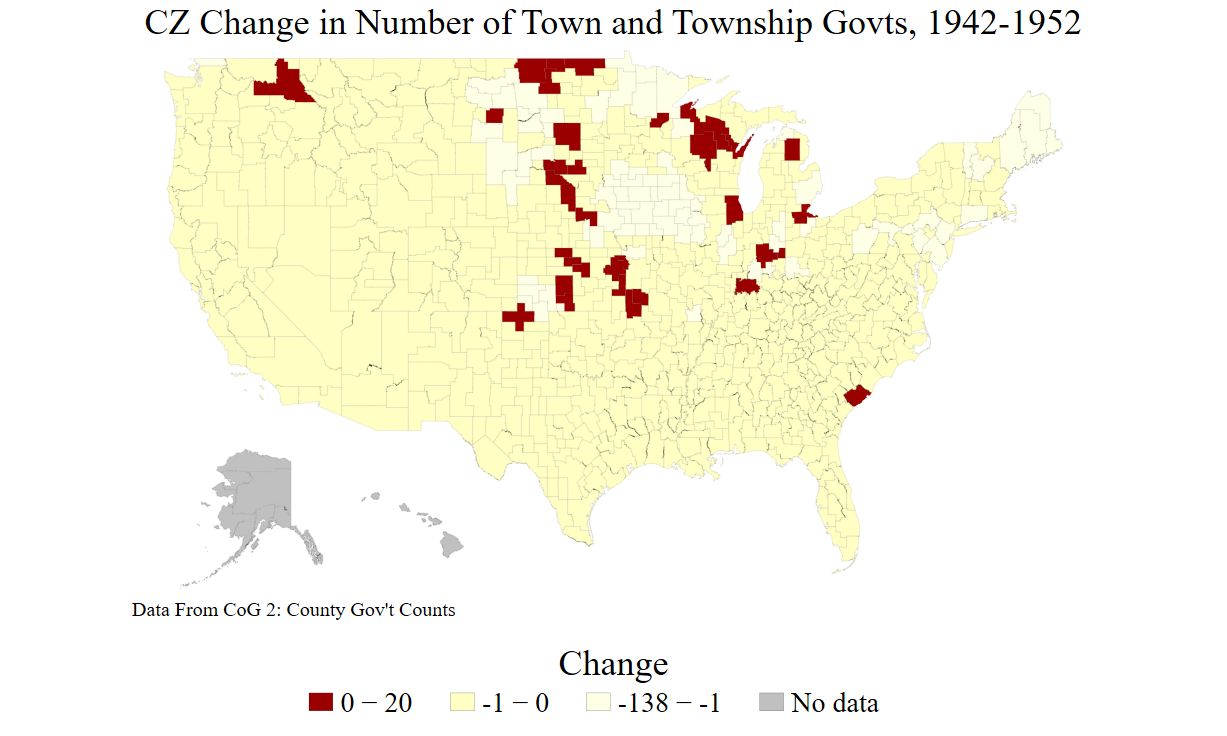 CZ Change in Number of Town and Township Govts, 1942-1952
Data From CoG 2: County Gov't Counts
Change
0 − 20 -1 − 0 -138 − -1 No data